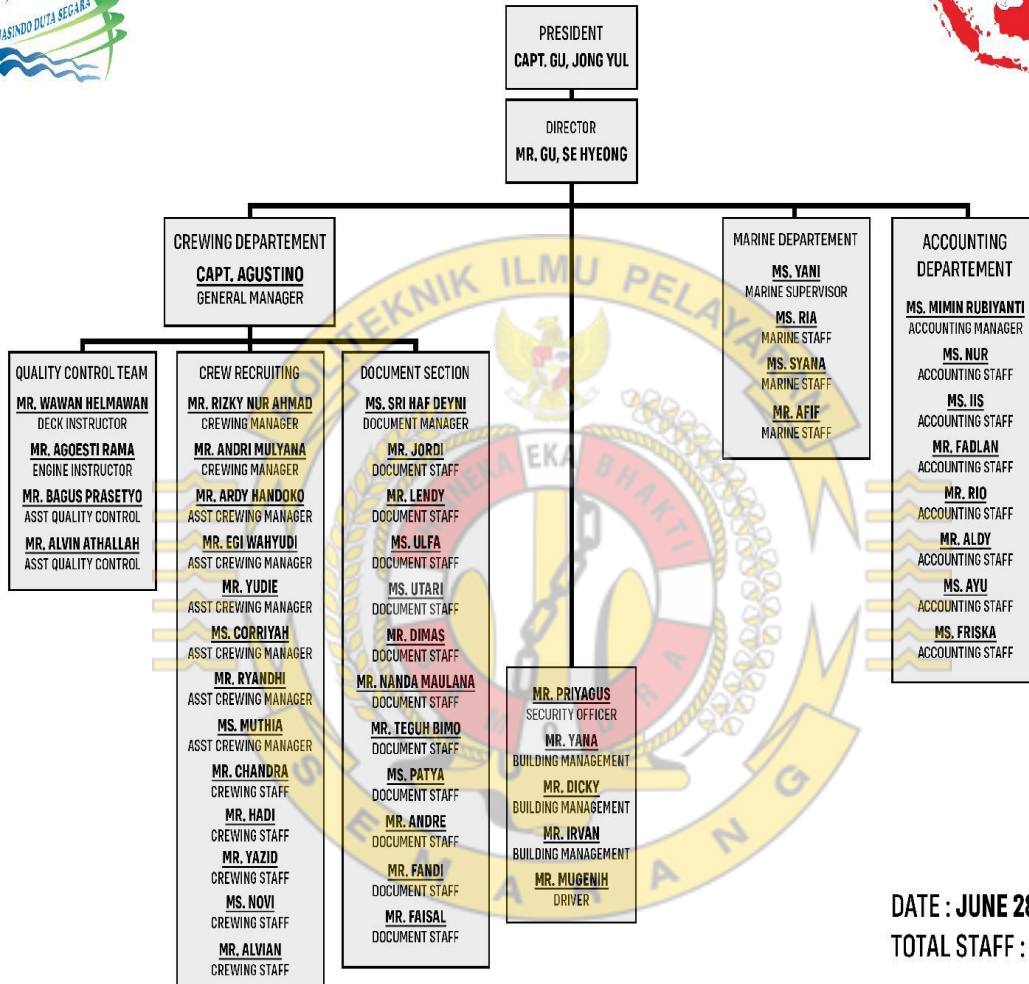 JASINDO DUTA SEGARA
PRESIDENT
CAPT. GU, JONG YUL
DIRECTOR
MR. GU, SE HYEONG
CREWING DEPARTEMENT
CAPT. AGUSTINO
GENERAL MANAGER
QUALITY CONTROL TEAM
MR. WAWAN HELMAWAN
DECK INSTRUCTOR
MR. AGOESTI RAMA
ENGINE INSTRUCTOR
MR. BAGUS PRASETYO
ASST QUALITY CONTROL
MR. ALVIN ATHALLAH
ASST QUALITY CONTROL
CREW RECRUITING
MR. RIZKY NUR AHMAD
CREWING MANAGER
MR. ANDRI MULYANA
CREWING MANAGER
MR. ARDY HANDOKO
ASST CREWING MANAGER
MR. EGI WAHYUDI
ASST CREWING MANAGER
MR. YUDIE
ASST CREWING MANAGER
MS. CORRIYAH
ASST CREWING MANAGER
MR. RYANDHI
ASST CREWING MANAGER
MS. MUTHIA
ASST CREWING MANAGER
MR. CHANDRA
CREWING STAFF
MR. HADI
CREWING STAFF
MR. YAZID
CREWING STAFF
MS. NOVI
CREWING STAFF
MR. ALVIAN
CREWING STAFF
DOCUMENT SECTION
MS. SRI HAF DEYNI
DOCUMENT MANAGER
MR. JORDI
DOCUMENT STAFF
MR. LENDY
DOCUMENT STAFF
MS. ULFA
DOCUMENT STAFF
MS. UTARI
DOCUMENT STAFF
MR. DIMAS
DOCUMENT STAFF
MR. NANDA MAULANA
DOCUMENT STAFF
MR. TEGUH BIMO
DOCUMENT STAFF
MS. PATYA
DOCUMENT STAFF
MR. ANDRE
DOCUMENT STAFF
MR. FANDI
DOCUMENT STAFF
MR. FAISAL
DOCUMENT STAFF
MR. PRIYAGUS
SECURITY OFFICER
MR. YANA
BUILDING MANAGEMENT
MR. DICKY
BUILDING MANAGEMENT
MR. IRVAN
BUILDING MANAGEMENT
MR. MUGENIH
DRIVER
MARINE DEPARTEMENT
MS. YANI
MARINE SUPERVISOR
MS. RIA
MARINE STAFF
MS. SYANA
MARINE STAFF
MR. AFIF
MARINE STAFF
ACCOUNTING
DEPARTEMENT
MS. MIMIN RUBIYANTI
ACCOUNTING MANAGER
MS. NUR
ACCOUNTING STAFF
MS. IIS
ACCOUNTING STAFF
MR. FADLAN
ACCOUNTING STAFF
MR. RIO
ACCOUNTING STAFF
MR. ALDY
ACCOUNTING STAFF
MS. AYU
ACCOUNTING STAFF
MS. FRISKA
ACCOUNTING STAFF
POLITEKNIK ILMU PELAYARAN
SEMARANG
EKA BHAKTI
DATE : JUNE 28
TOTAL STAFF :